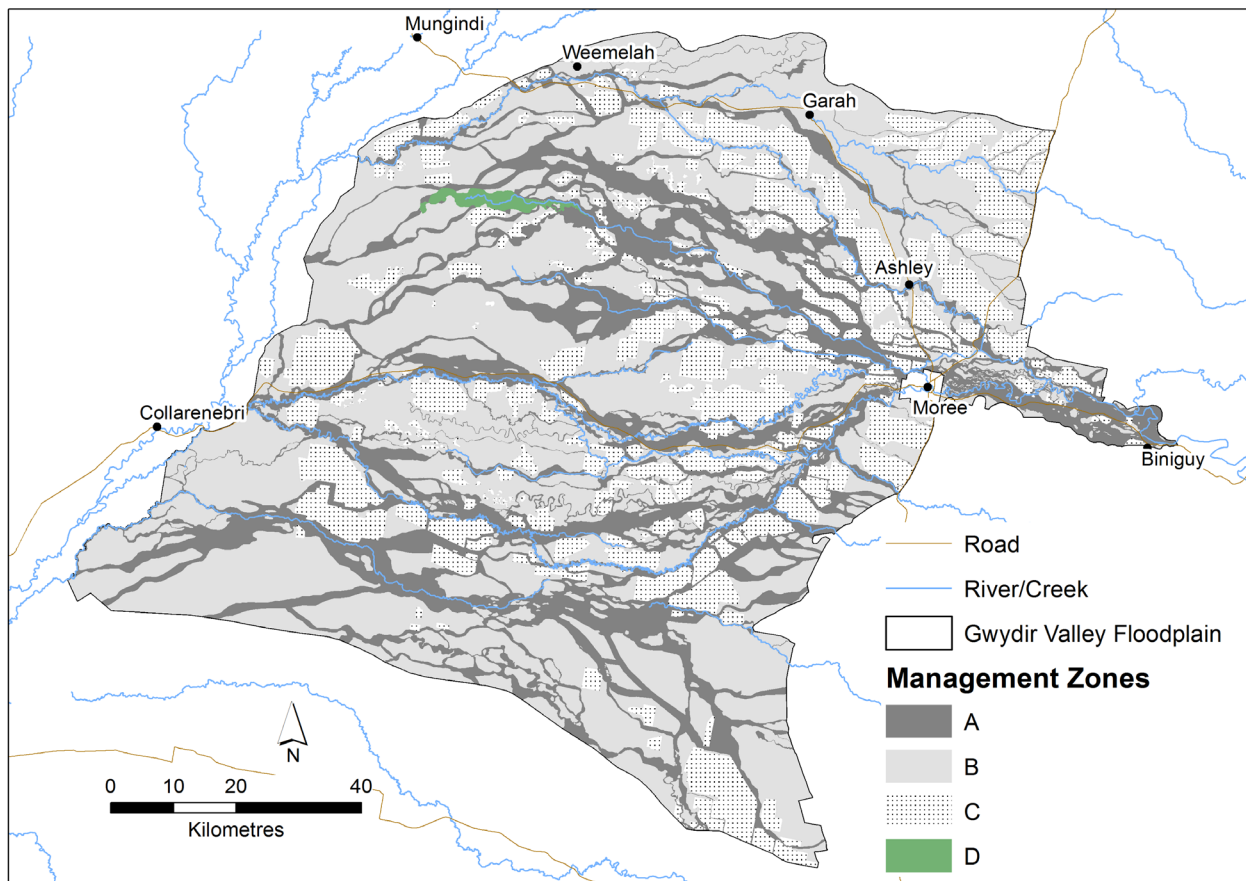 Mungindi
Weemelah
Garah
Ashley
Moree
Collarenebri
Biniguy
N
0 10 20 40
Kilometres
Road
River/Creek
Gwydir Valley Floodplain
Management Zones
A
B
C
D